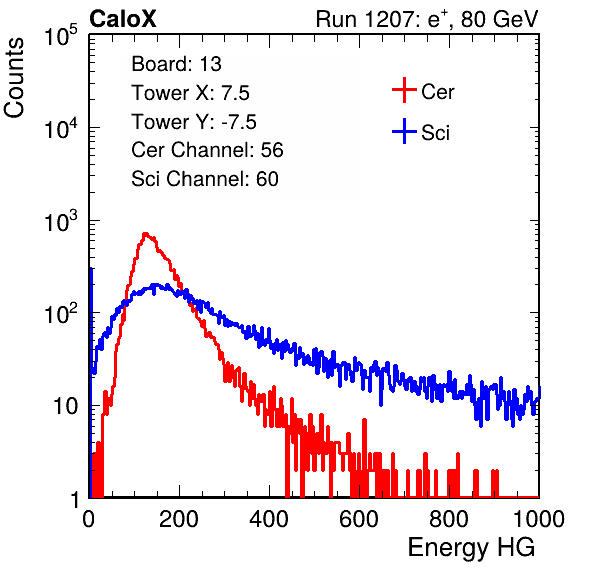 CaloX Run 1207: e⁺, 80 GeV
Counts
10⁵
10⁴
10³
10²
10
1
Board: 13
Tower X: 7.5
Tower Y: -7.5
Cer Channel: 56
Sci Channel: 60
Cer
Sci
0 200 400 600 800 1000
Energy HG